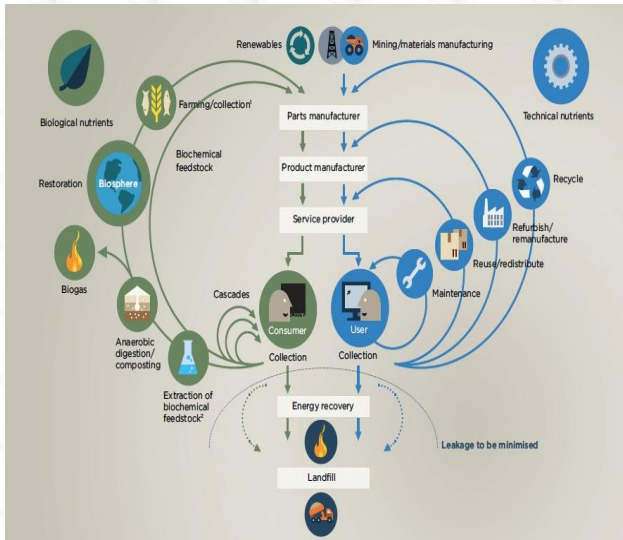 Renewables
Mining/materials manufacturing
Biological nutrients
Farming/collection¹
Parts manufacturer
Technical nutrients
Biochemical
feedstock
Product manufacturer
Restoration
Biosphere
Recycle
Service provider
Refurbish/
remanufacture
Reuse/redistribute
Biogas
Cascades
Maintenance
Consumer
User
Anaerobic
digestion/
composting
Collection
Collection
Extraction of
biochemical
feedstock²
Energy recovery
Leakage to be minimised
Landfill